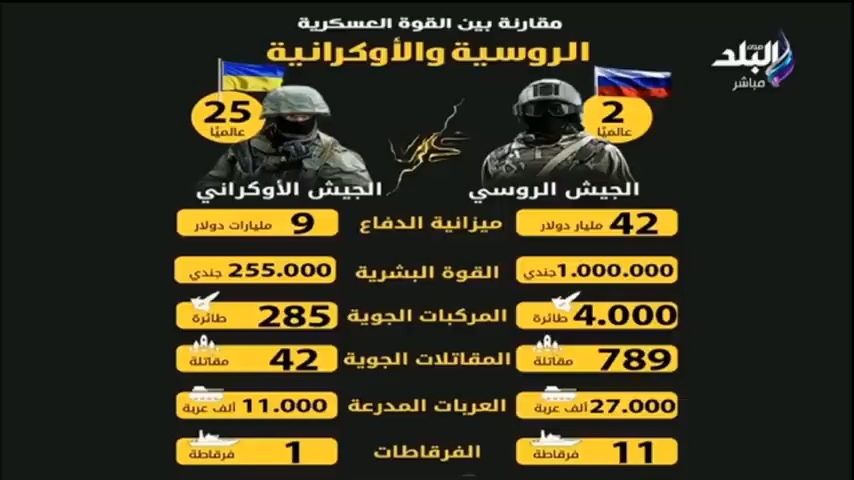 مقارنة بين القوة العسكرية
الروسية والأوكرانية
صدى البلد
مباشر
2
عالميًا
25
عالميًا
الجيش الروسي
الجيش الأوكراني
42 مليار دولار
ميزانية الدفاع
9 مليارات دولار
1.000.000 جندي
القوة البشرية
255.000 جندي
4.000 طائرة
المركبات الجوية
285 طائرة
789 مقاتلة
المقاتلات الجوية
42 مقاتلة
27.000 ألف عربة
العربات المدرعة
11.000 ألف عربة
11 فرقاطة
الفرقاطات
1 فرقاطة